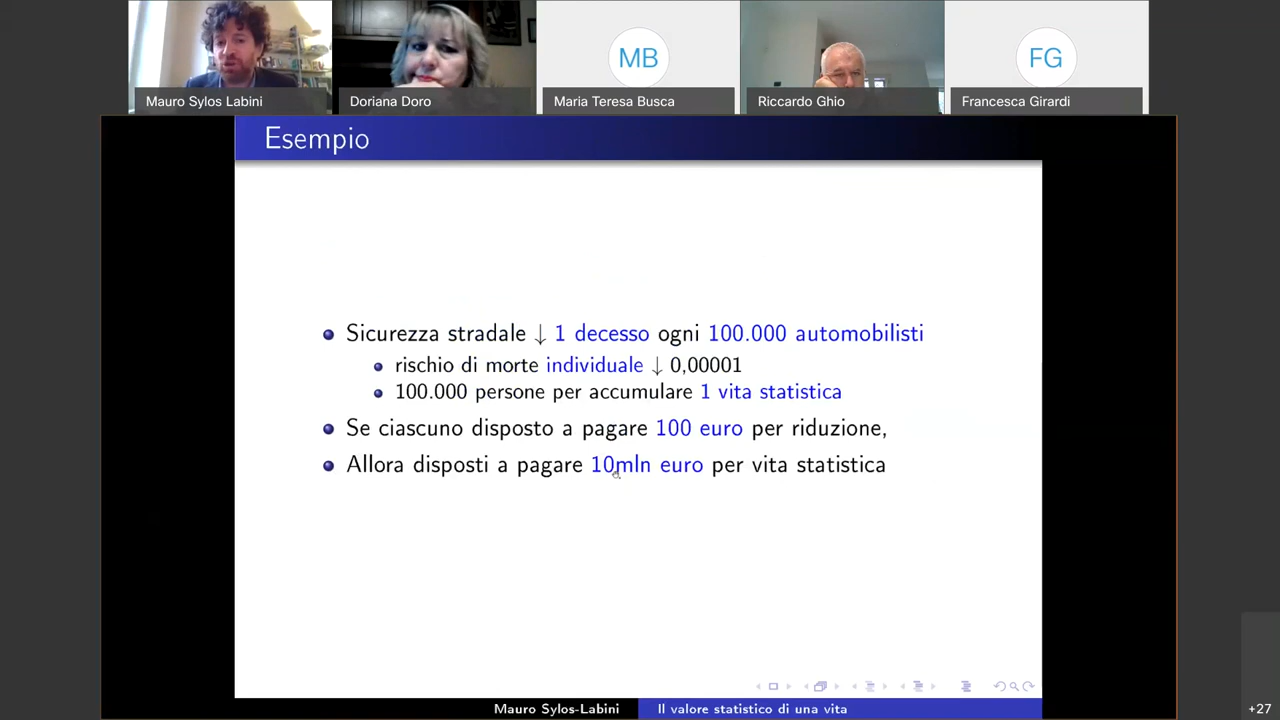 MB
FG
Mauro Sylos Labini
Doriana Doro
Maria Teresa Busca
Riccardo Ghio
Francesca Girardi
Esempio
Sicurezza stradale ↓ 1 decesso ogni 100.000 automobilisti
rischio di morte individuale ↓ 0,00001
100.000 persone per accumulare 1 vita statistica
Se ciascuno disposto a pagare 100 euro per riduzione,
Allora disposti a pagare 10mln euro per vita statistica
Mauro Sylos-Labini
Il valore statistico di una vita
+27